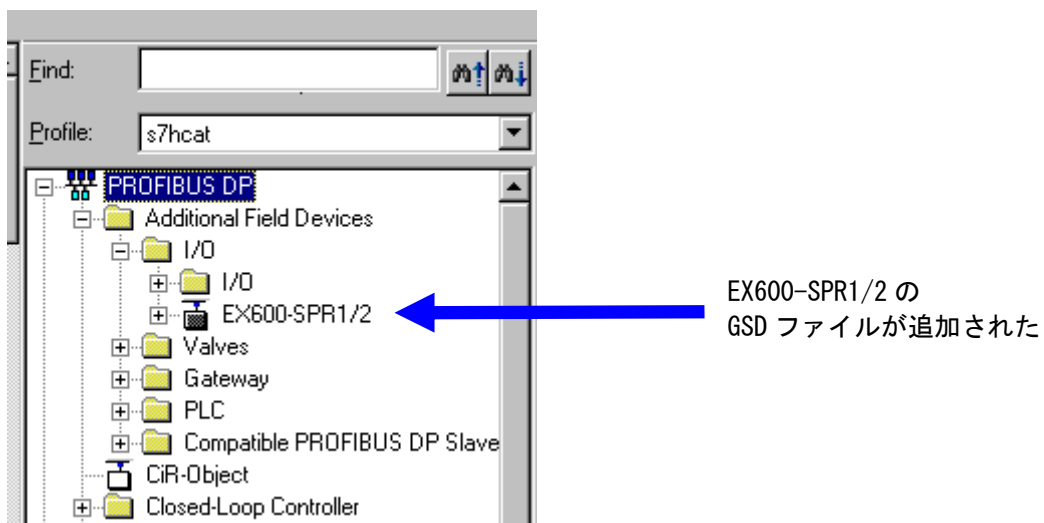 Find:
Profile:
s7hcat
PROFIBUS DP
Additional Field Devices
I/O
I/O
EX600-SPR1/2
Valves
Gateway
PLC
Compatible PROFIBUS DP Slave
CiR-Object
Closed-Loop Controller
EX600-SPR1/2 の
GSD ファイルが追加された